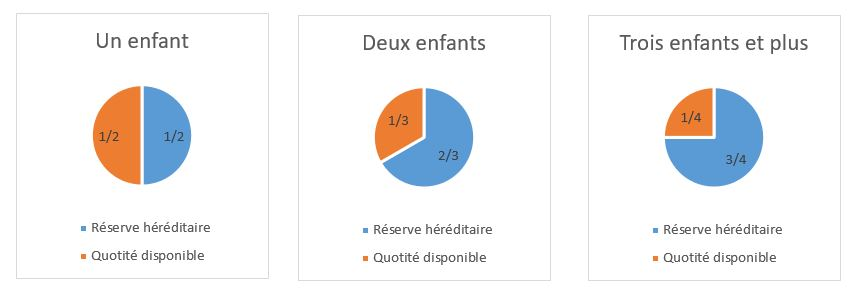 Un enfant
1/2
1/2
Réserve héréditaire
Quotité disponible
Deux enfants
1/3
2/3
Réserve héréditaire
Quotité disponible
Trois enfants et plus
1/4
3/4
Réserve héréditaire
Quotité disponible